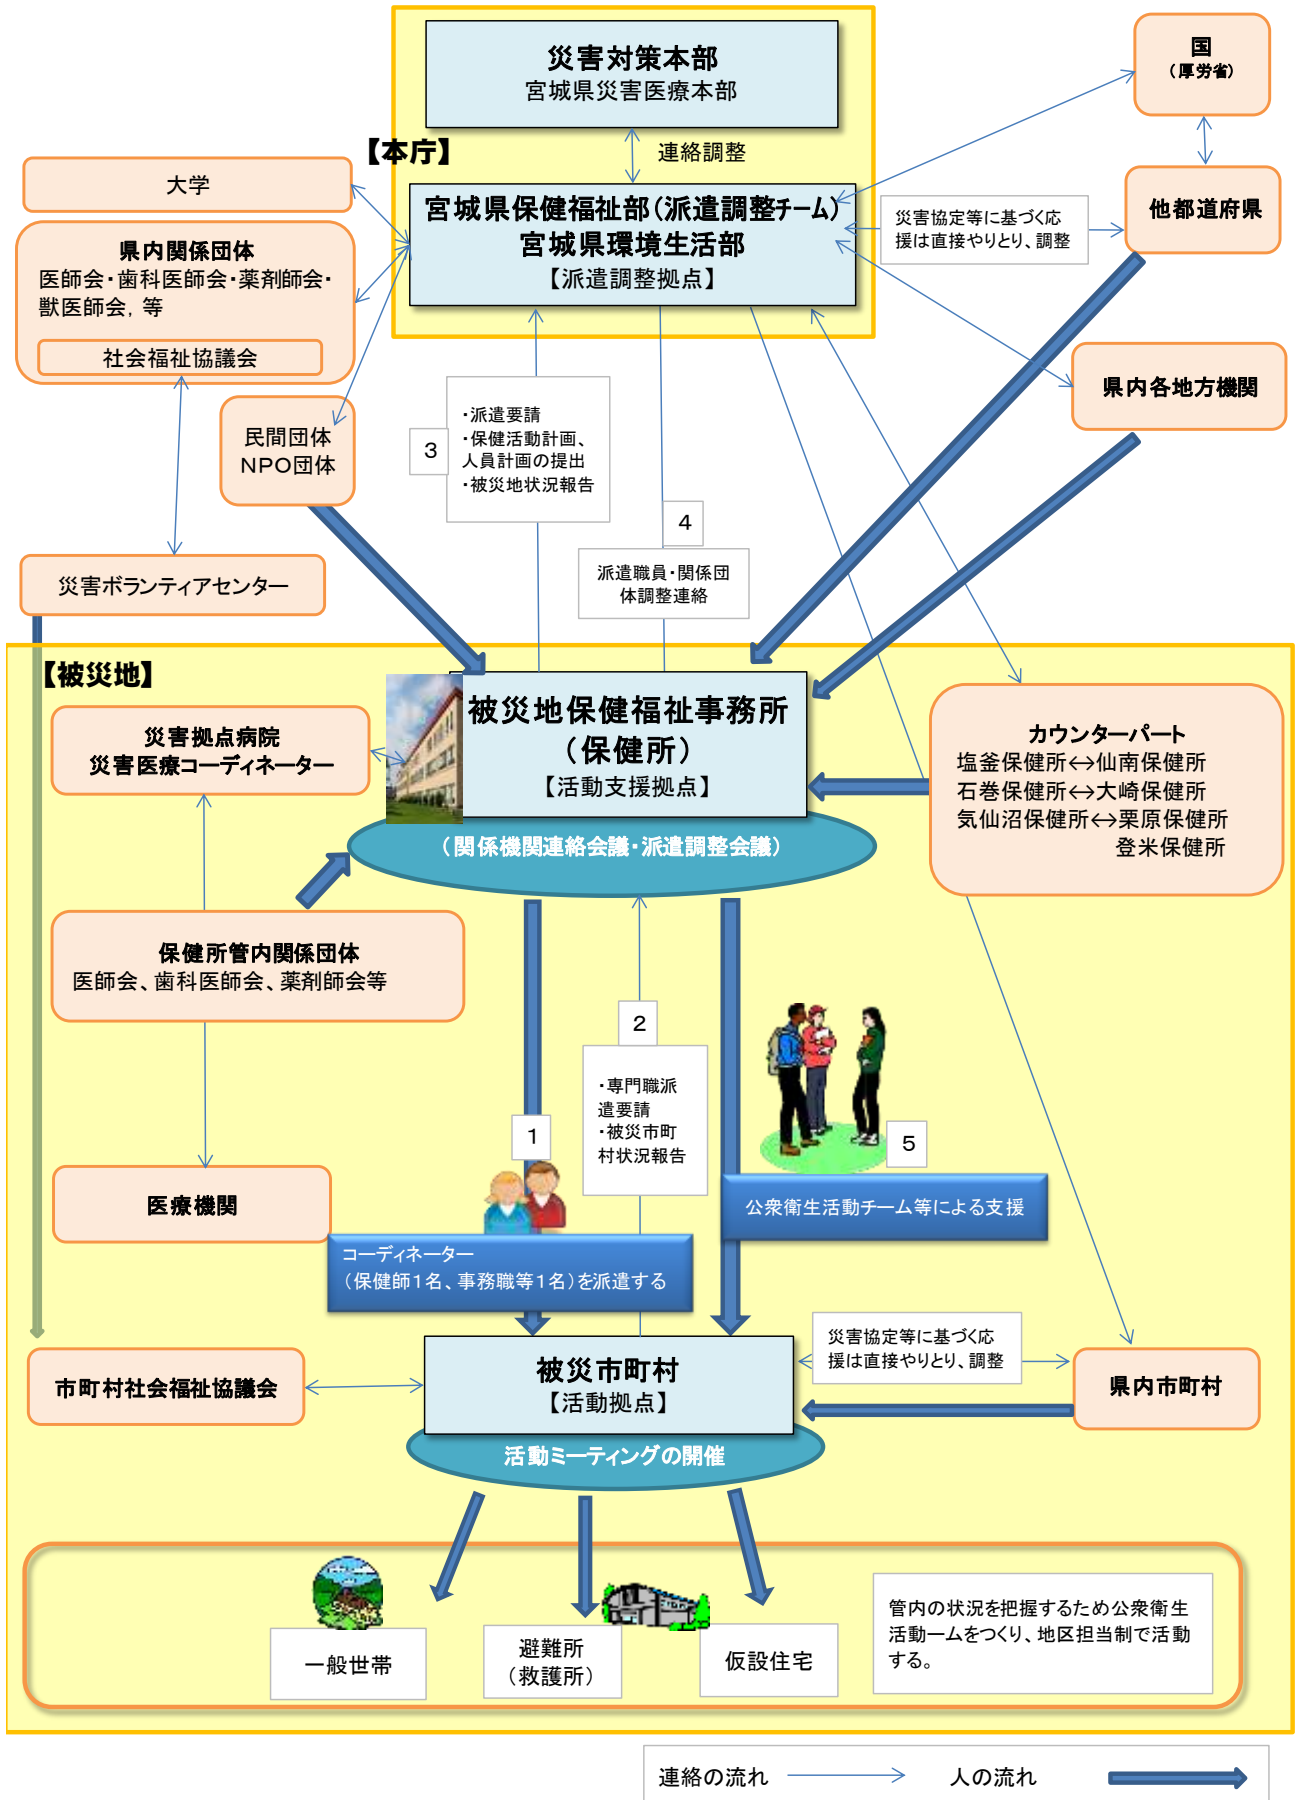 災害対策本部
宮城県災害医療本部
【本庁】
連絡調整
国
（厚労省）
大学
宮城県保健福祉部（派遣調整チーム）
宮城県環境生活部
【派遣調整拠点】
災害協定等に基づく応
援は直接やりとり、調整
他都道府県
県内関係団体
医師会・歯科医師会・薬剤師会・
獣医師会，等
社会福祉協議会
県内各地方機関
民間団体
NPO団体
3
・派遣要請
・保健活動計画、
人員計画の提出
・被災地状況報告
4
派遣職員・関係団
体調整連絡
災害ボランティアセンター
【被災地】
災害拠点病院
災害医療コーディネーター
被災地保健福祉事務所
（保健所）
【活動支援拠点】
（関係機関連絡会議・派遣調整会議）
カウンターパート
塩釜保健所↔仙南保健所
石巻保健所↔大崎保健所
気仙沼保健所↔栗原保健所
登米保健所
保健所管内関係団体
医師会、歯科医師会、薬剤師会等
2
・専門職派
遣要請
・被災市町
村状況報告
1
5
医療機関
公衆衛生活動チーム等による支援
コーディネーター
（保健師１名、事務職等１名）を派遣する
市町村社会福祉協議会
被災市町村
【活動拠点】
災害協定等に基づく応
援は直接やりとり、調整
県内市町村
活動ミーティングの開催
一般世帯
避難所
（救護所）
仮設住宅
管内の状況を把握するため公衆衛生
活動ームをつくり、地区担当制で活動
する。
連絡の流れ
人の流れ